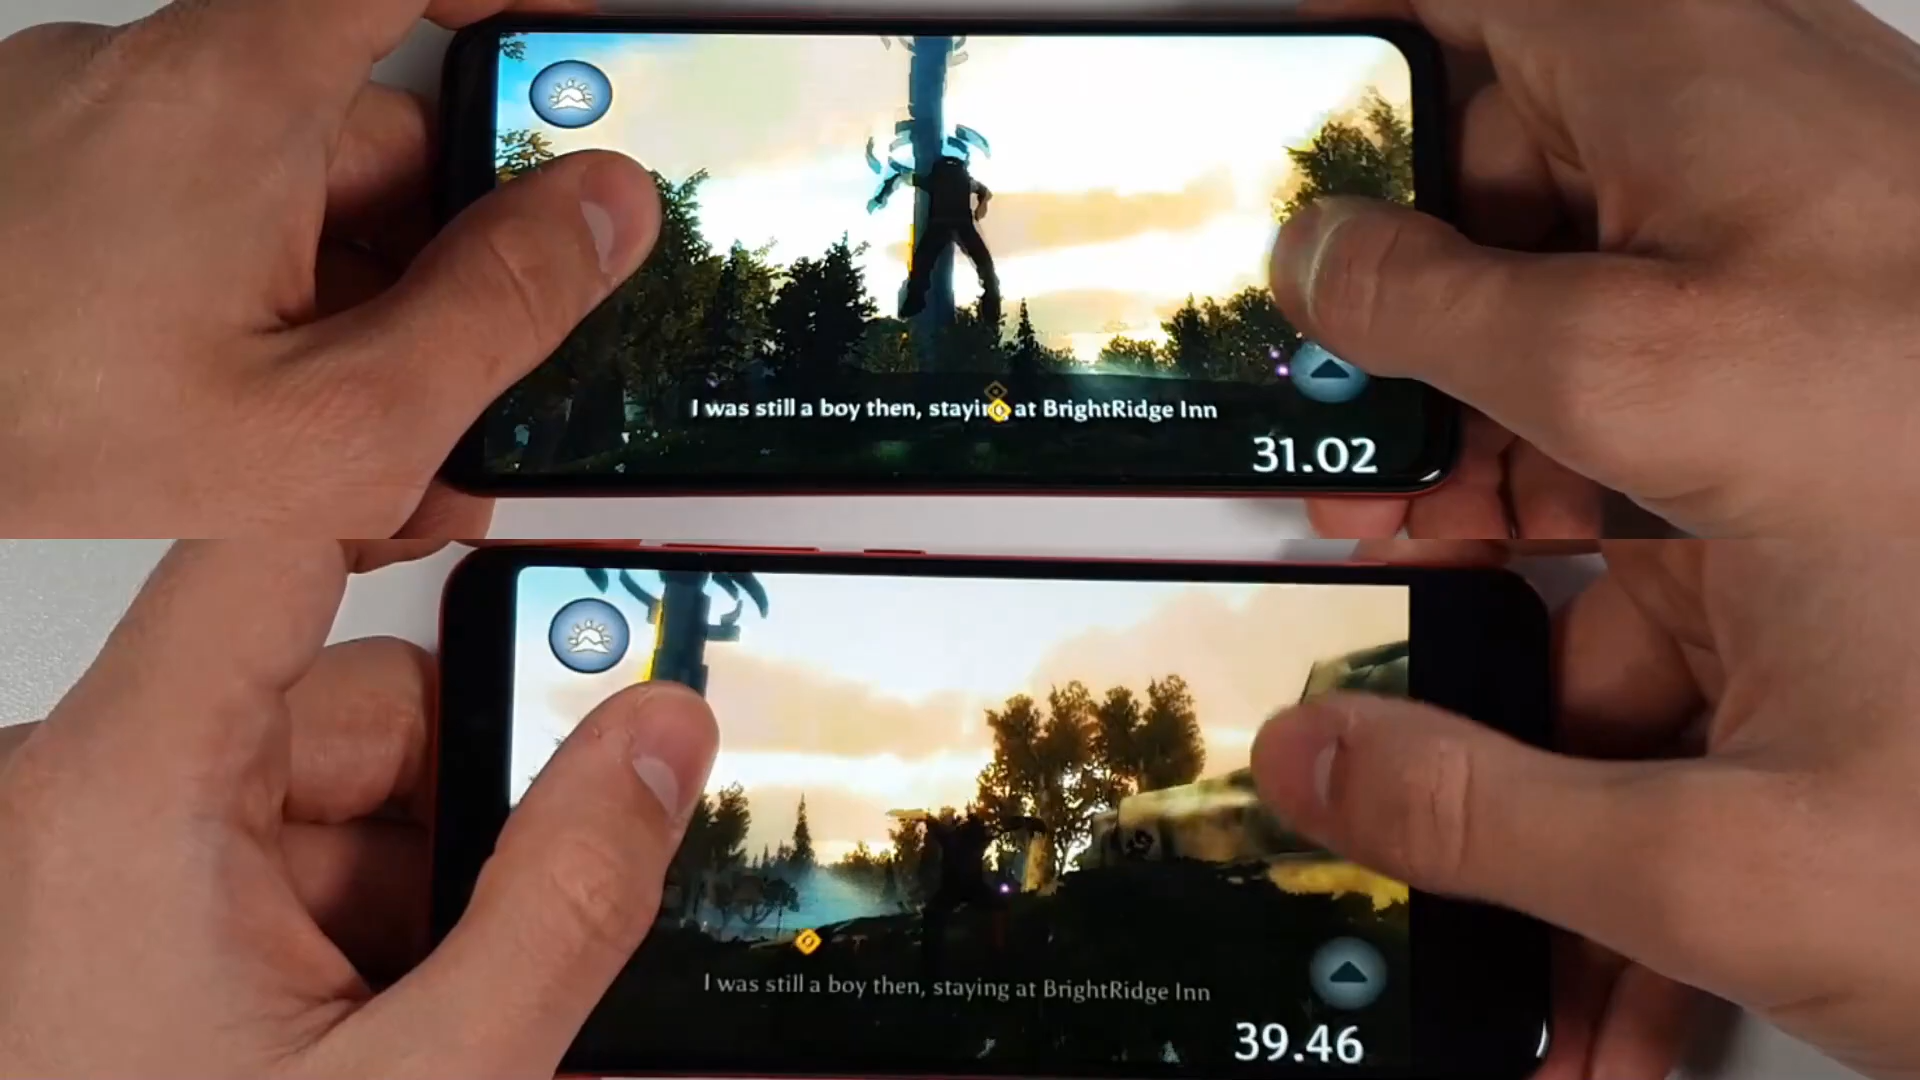 I was still a boy then, staying at BrightRidge Inn
31.02
I was still a boy then, staying at BrightRidge Inn
39.46